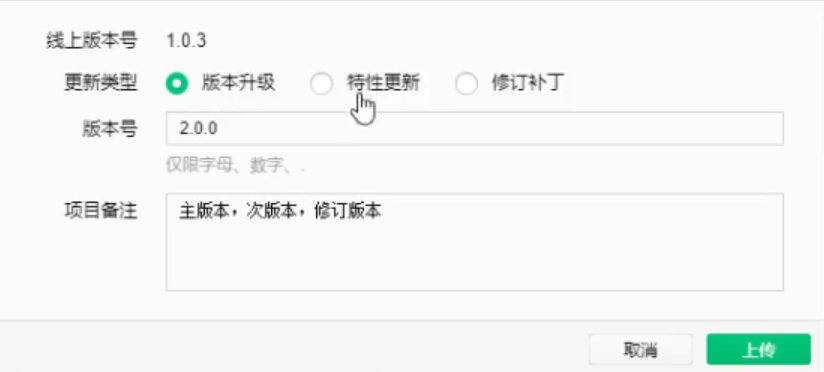 线上版本号 1.0.3
更新类型 版本升级 特性更新 修订补丁
版本号 2.0.0
仅限字母、数字、.
项目备注 主版本，次版本，修订版本
取消 上传